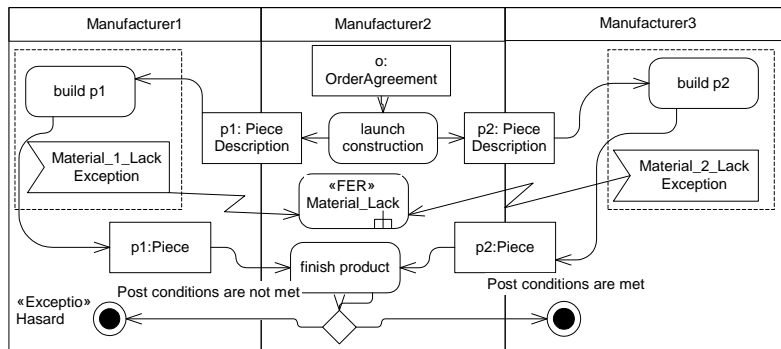 Manufacturer1
Manufacturer2
Manufacturer3
o:
OrderAgreement
build p1
build p2
p1: Piece
Description
launch
construction
p2: Piece
Description
Material_1_Lack
Exception
«FER»
Material_Lack
Material_2_Lack
Exception
p1:Piece
finish product
p2:Piece
Post conditions are not met
Post conditions are met
«Exceptio»
Hasard